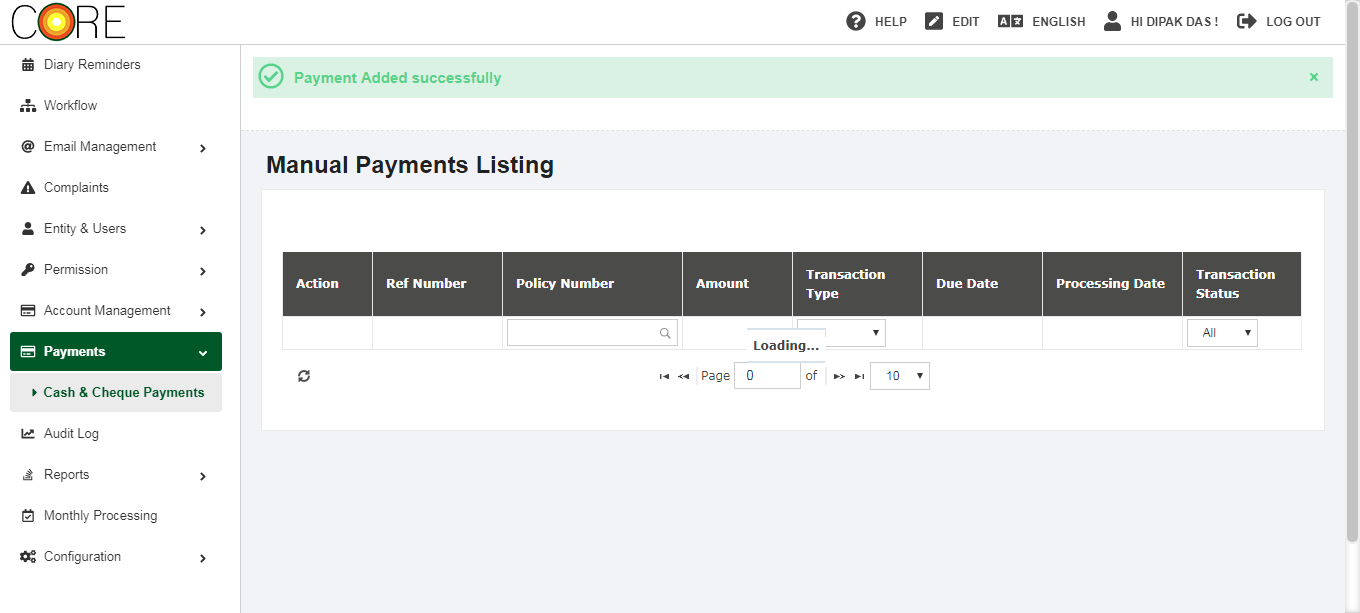 CORE
HELP EDIT ENGLISH HI DIPAK DAS ! LOG OUT
Diary Reminders
Workflow
Email Management
Complaints
Entity & Users
Permission
Account Management
Payments
Cash & Cheque Payments
Audit Log
Reports
Monthly Processing
Configuration
Payment Added successfully ×
Manual Payments Listing
Action Ref Number Policy Number Amount Transaction Type Due Date Processing Date Transaction Status
All
Loading...
Page 0 of 10